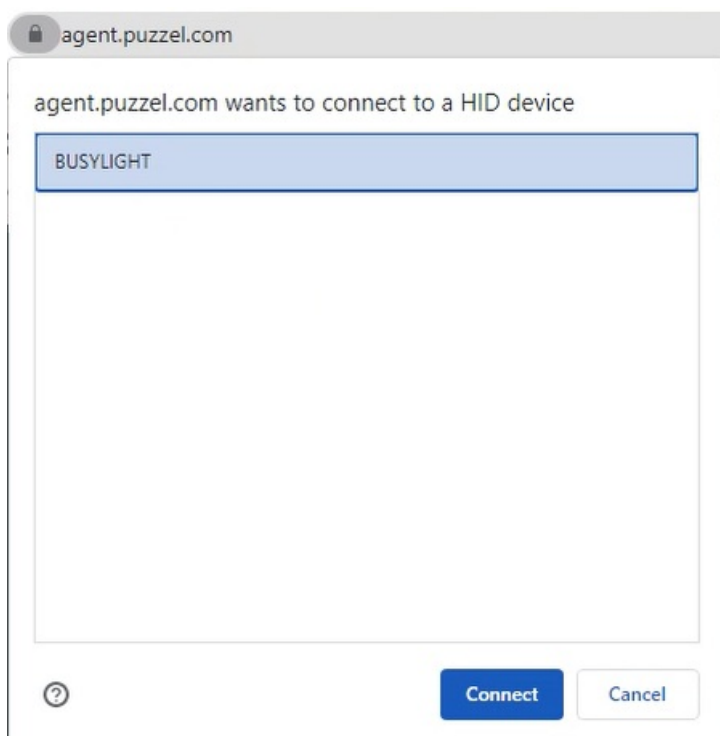 agent.puzzel.com
agent.puzzel.com wants to connect to a HID device
BUSYLIGHT
Connect
Cancel